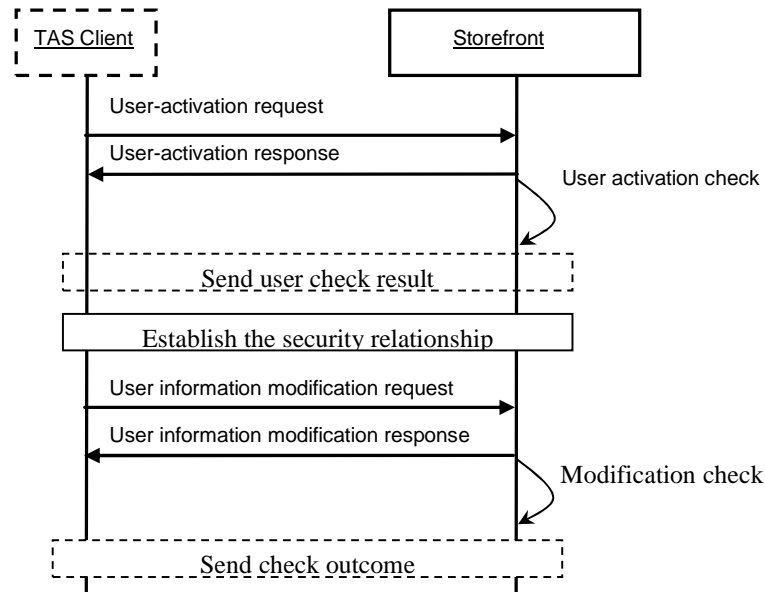 TAS Client
Storefront
User-activation request
User-activation response
User activation check
Send user check result
Establish the security relationship
User information modification request
User information modification response
Modification check
Send check outcome